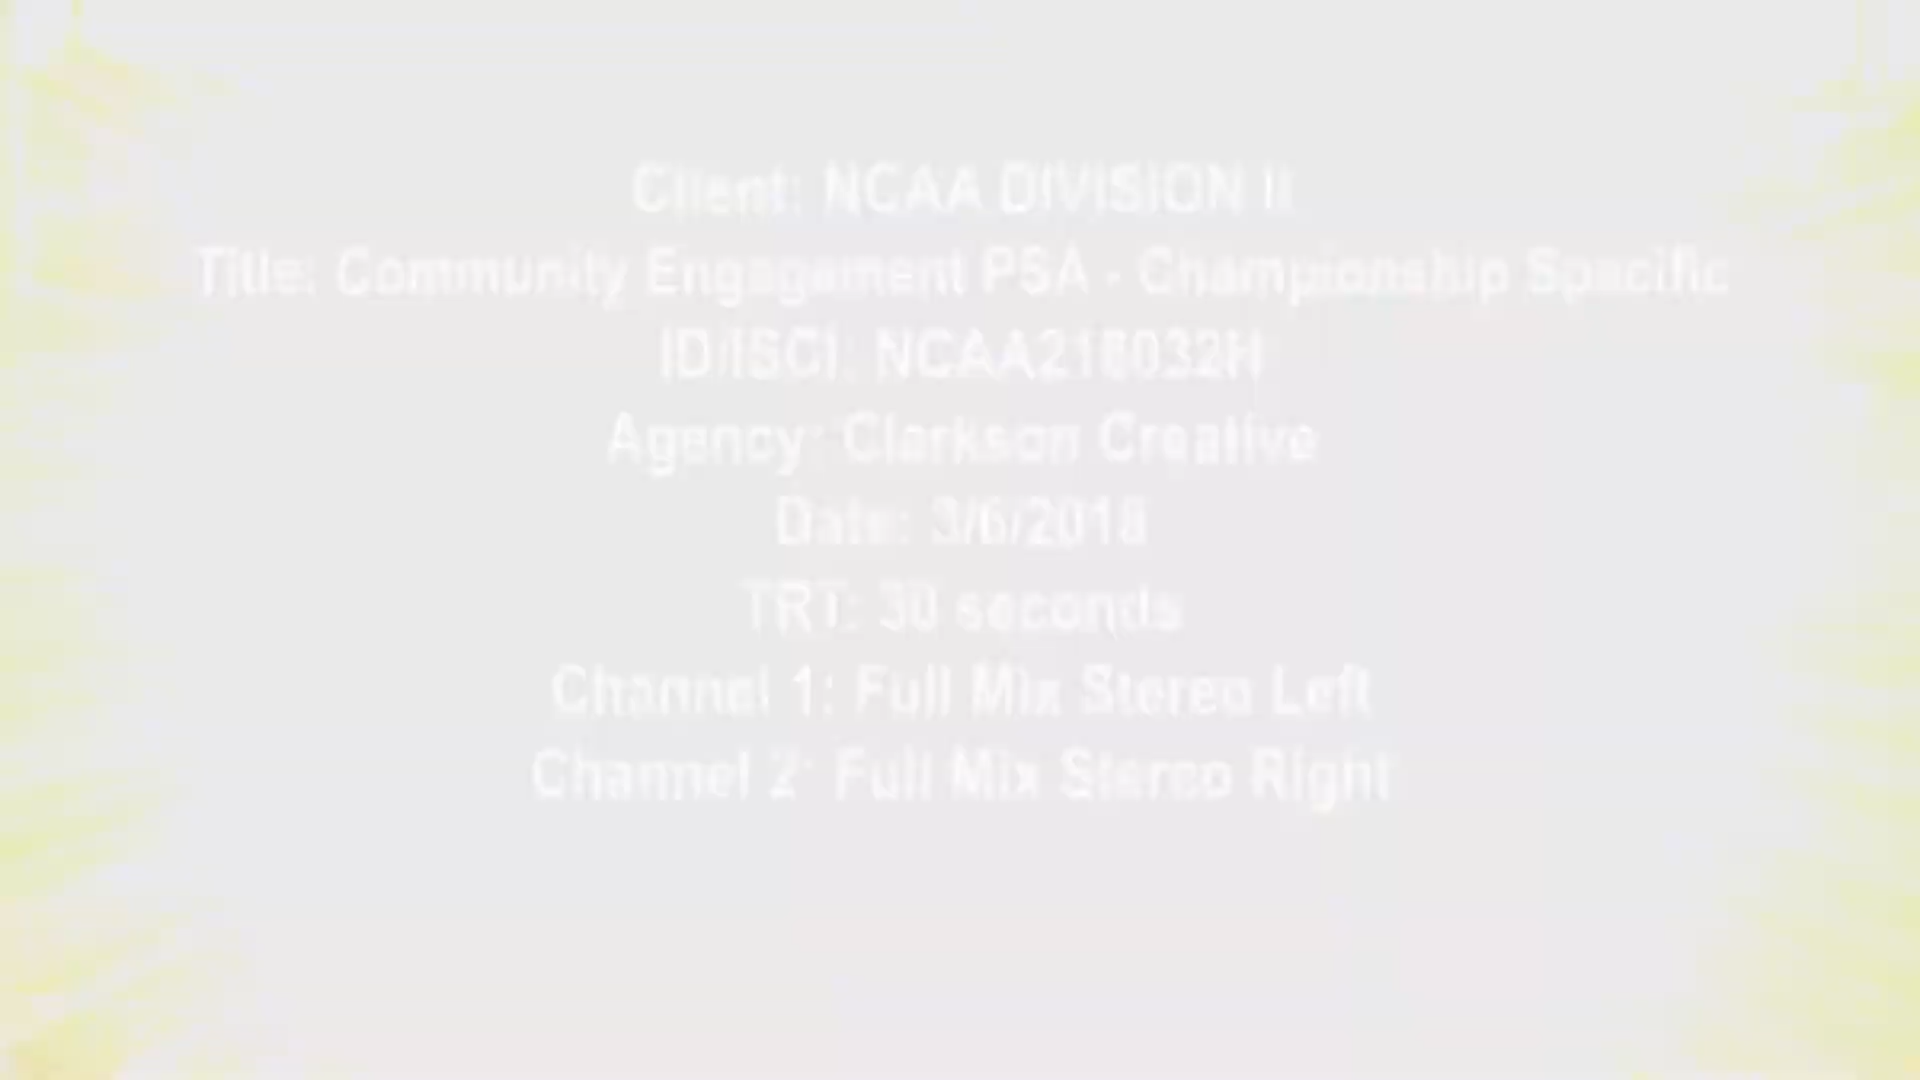 Client: NCAA DIVISION II
Title: Community Engagement PSA - Championship Specific
ID/ISCI: NCAA218032H
Agency: Clarkson Creative
Date: 3/6/2018
TRT: 30 seconds
Channel 1: Full Mix Stereo Left
Channel 2: Full Mix Stereo Right